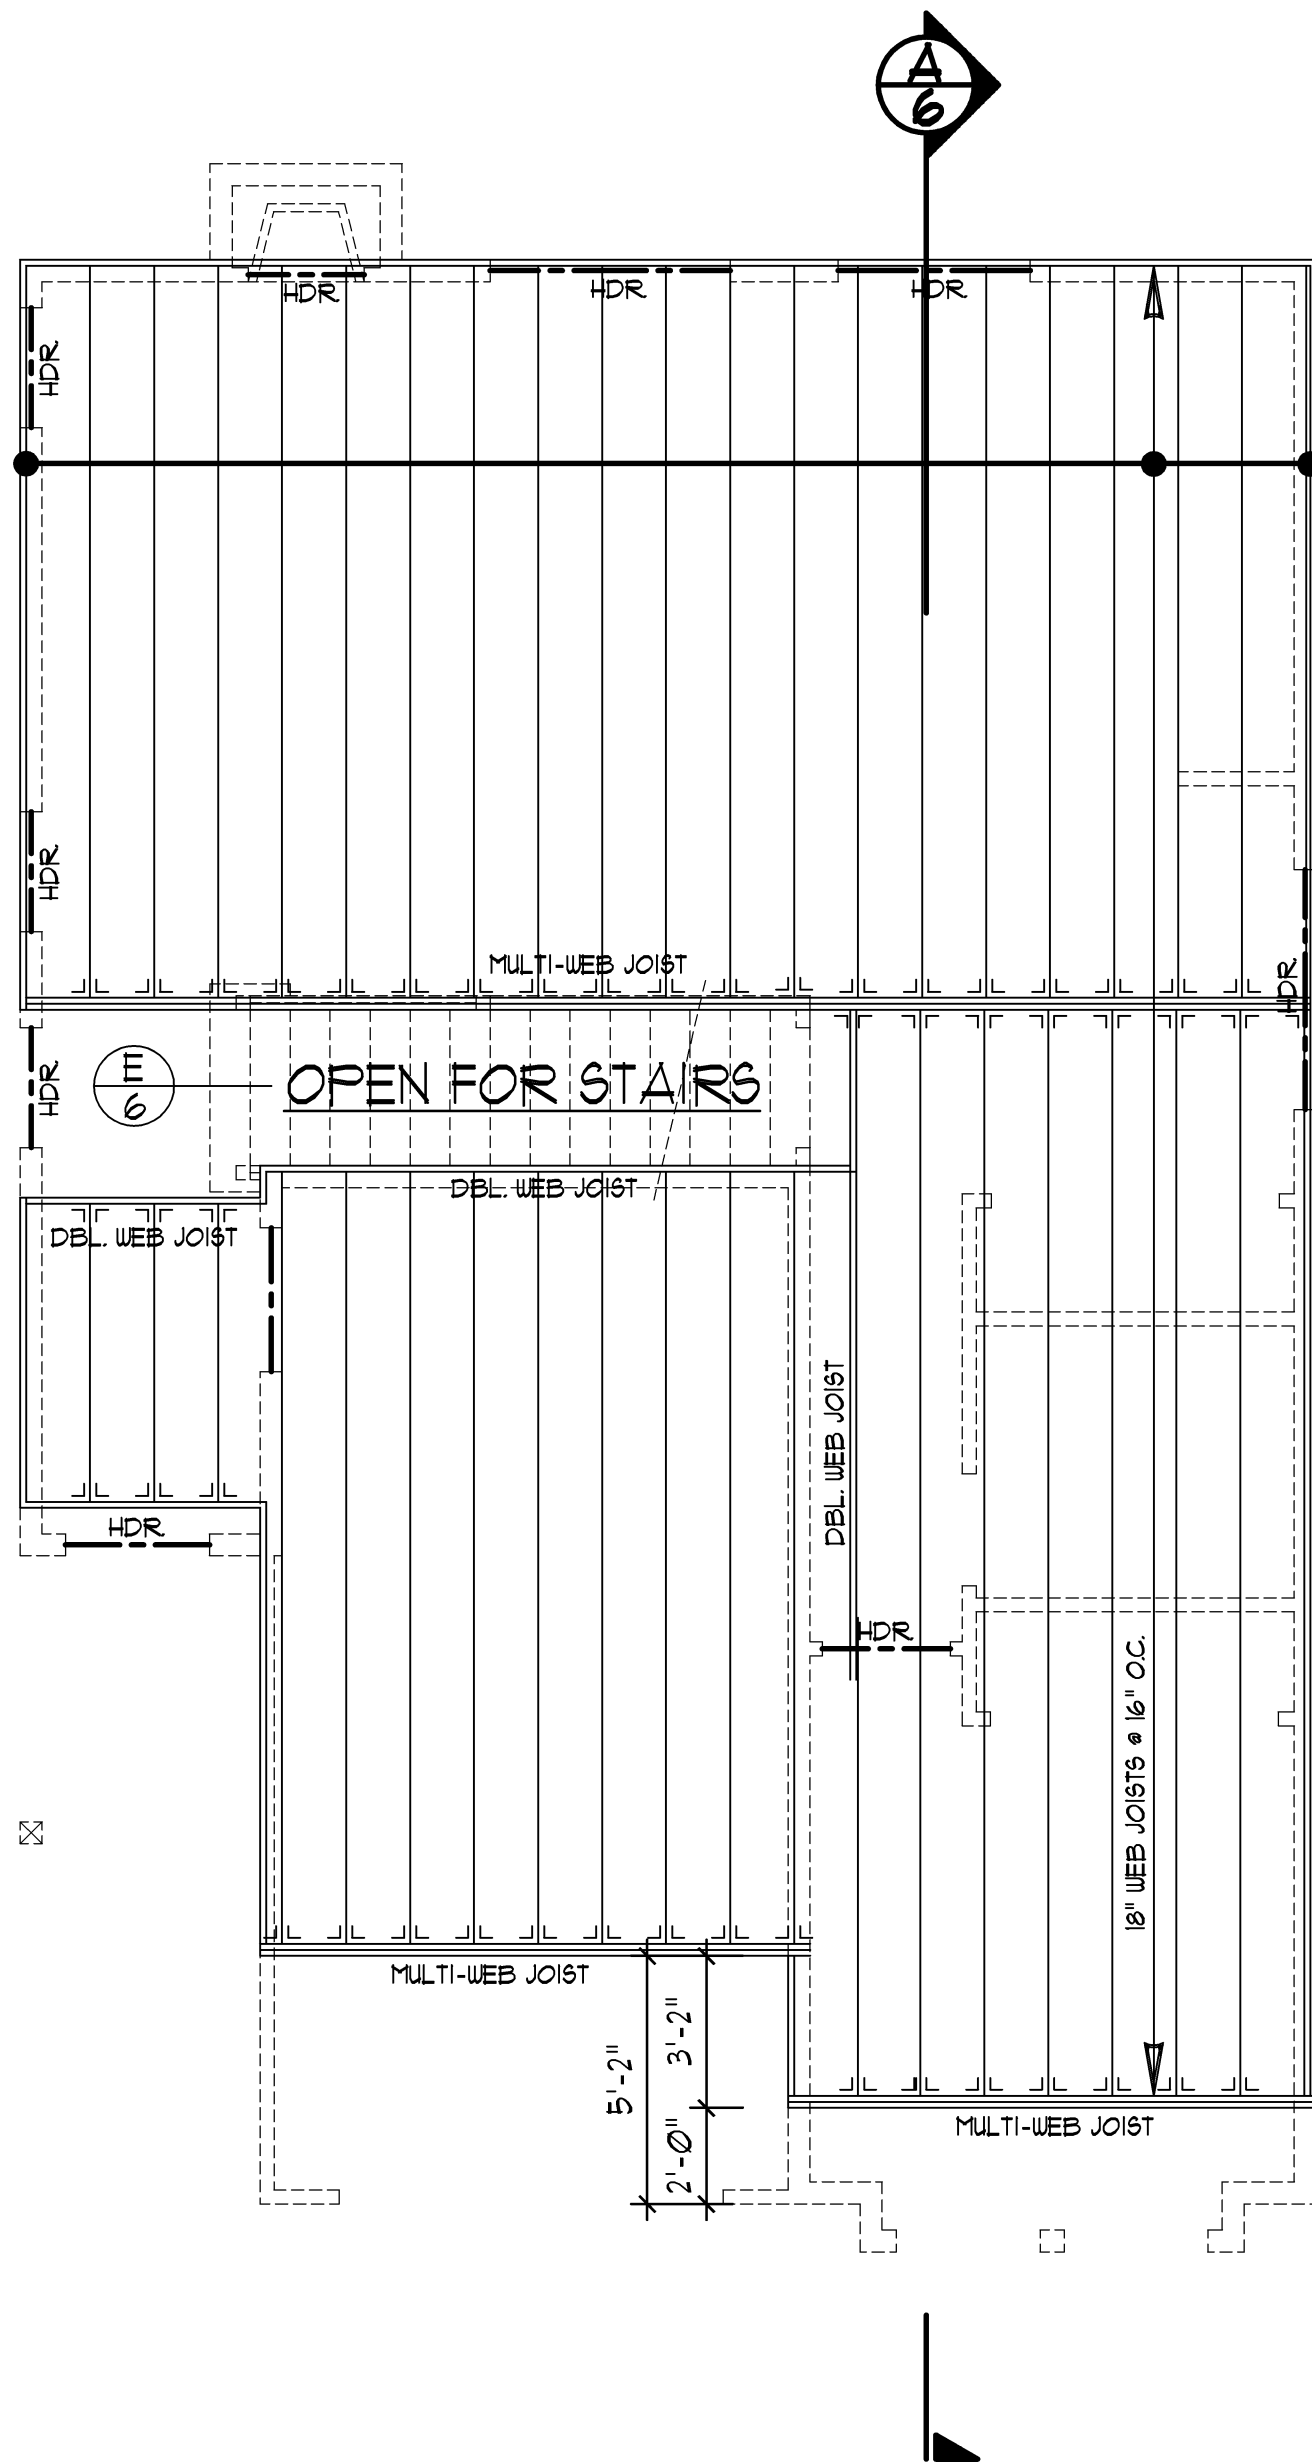 A
6
HDR
HDR
HDR
HDR
HDR
MULTI-WEB JOIST
HDR
E
6
OPEN FOR STAIRS
HDR
DBL. WEB JOIST
DBL. WEB JOIST
DBL. WEB JOIST
HDR
HDR
18" WEB JOISTS @ 16" O.C.
MULTI-WEB JOIST
5'-2"
3'-2"
2'-0"
MULTI-WEB JOIST